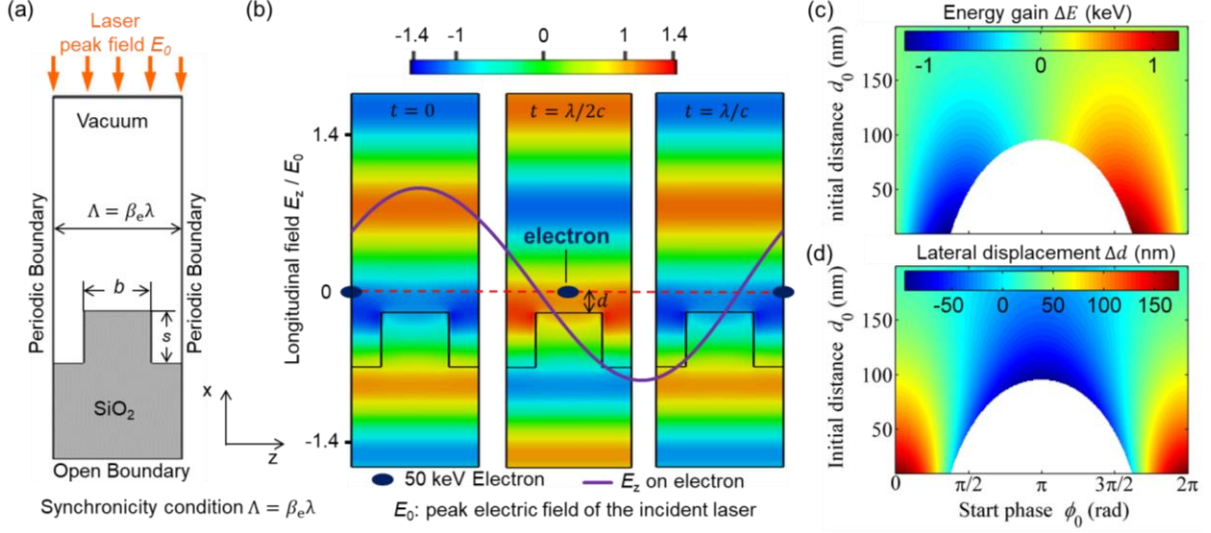 (a)
Laser
peak field E₀
Vacuum
Periodic Boundary
Λ = βₑλ
Periodic Boundary
b
s
SiO₂
x
z
Open Boundary
Synchronicity condition Λ = βₑλ
(b)
-1.4 -1 0 1 1.4
Longitudinal field E_z / E₀
1.4
0
-1.4
t = 0
t = λ/2c
t = λ/c
electron
d
50 keV Electron
E_z on electron
E₀: peak electric field of the incident laser
(c)
Energy gain ΔE (keV)
-1 0 1
nitial distance d₀ (nm)
150
100
50
(d)
Lateral displacement Δd (nm)
-50 0 50 100 150
Initial distance d₀ (nm)
150
100
50
0 π/2 π 3π/2 2π
Start phase ϕ₀ (rad)